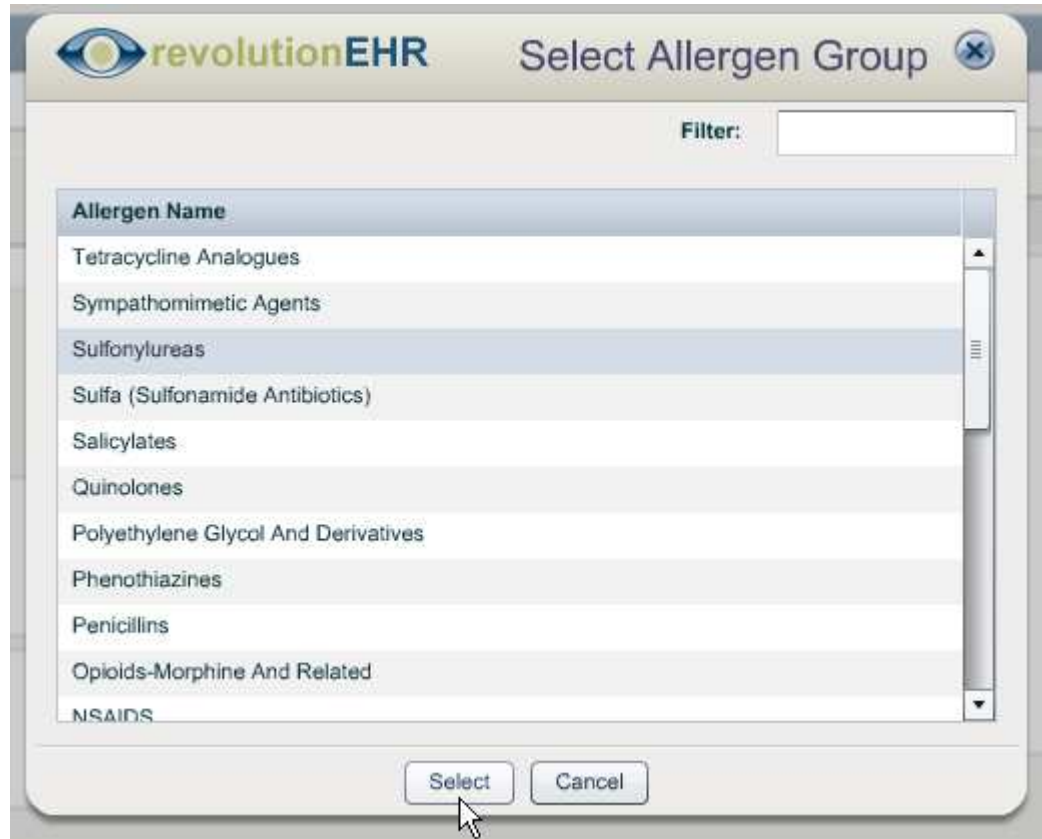 revolutionEHR
Select Allergen Group
Filter:
Allergen Name
Tetracycline Analogues
Sympathomimetic Agents
Sulfonylureas
Sulfa (Sulfonamide Antibiotics)
Salicylates
Quinolones
Polyethylene Glycol And Derivatives
Phenothiazines
Penicillins
Opioids-Morphine And Related
NSAIDS
Select
Cancel